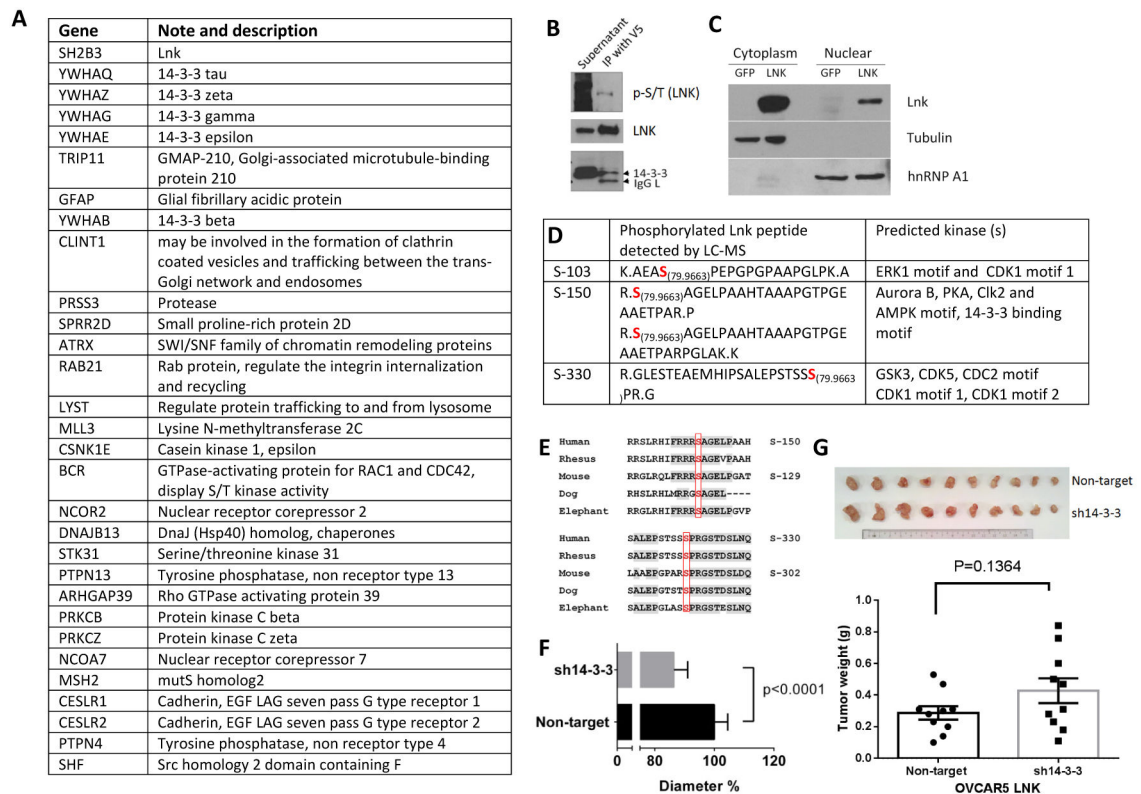 A
Gene Note and description
SH2B3 Lnk
YWHAQ 14-3-3 tau
YWHAZ 14-3-3 zeta
YWHAG 14-3-3 gamma
YWHAE 14-3-3 epsilon
TRIP11 GMAP-210, Golgi-associated microtubule-binding
protein 210
GFAP Glial fibrillary acidic protein
YWHAB 14-3-3 beta
CLINT1 may be involved in the formation of clathrin
coated vesicles and trafficking between the trans-
Golgi network and endosomes
PRSS3 Protease
SPRR2D Small proline-rich protein 2D
ATRX SWI/SNF family of chromatin remodeling proteins
RAB21 Rab protein, regulate the integrin internalization
and recycling
LYST Regulate protein trafficking to and from lysosome
MLL3 Lysine N-methyltransferase 2C
CSNK1E Casein kinase 1, epsilon
BCR GTPase-activating protein for RAC1 and CDC42,
display S/T kinase activity
NCOR2 Nuclear receptor corepressor 2
DNAJB13 DnaJ (Hsp40) homolog, chaperones
STK31 Serine/threonine kinase 31
PTPN13 Tyrosine phosphatase, non receptor type 13
ARHGAP39 Rho GTPase activating protein 39
PRKCB Protein kinase C beta
PRKCZ Protein kinase C zeta
NCOA7 Nuclear receptor corepressor 7
MSH2 mutS homolog2
CESLR1 Cadherin, EGF LAG seven pass G type receptor 1
CESLR2 Cadherin, EGF LAG seven pass G type receptor 2
PTPN4 Tyrosine phosphatase, non receptor type 4
SHF Src homology 2 domain containing F
B
Supernatant
IP with V5
p-S/T (LNK)
LNK
14-3-3
IgG L
C
Cytoplasm Nuclear
GFP LNK GFP LNK
Lnk
Tubulin
hnRNP A1
D
Phosphorylated Lnk peptide
detected by LC-MS
Predicted kinase (s)
S-103 K.AEAS(79.9663)PEPGPGPAAPGLPK.A ERK1 motif and CDK1 motif 1
S-150 R.S(79.9663)AGELPAAHTAAAPGTPGE
AAETPAR.P
R.S(79.9663)AGELPAAHTAAAPGTPGE
AAETPARPGLAK.K
Aurora B, PKA, Clk2 and
AMPK motif, 14-3-3 binding
motif
S-330 R.GLESTEAEMHIPSALEPSTSSS(79.9663
)PR.G
GSK3, CDK5, CDC2 motif
CDK1 motif 1, CDK1 motif 2
E
Human RRSLRHIFRRRSAGELPAAH S-150
Rhesus RRSLRHIFRRRSAGEVPAAH
Mouse RRGLRQLFRRRSAGELPGAT S-129
Dog RHSLRHLMRRGSAGEL----
Elephant RRGLRHIFRRRSAGELPGVP
Human SALEPSTSSSPRGSTDSLNQ S-330
Rhesus SALEPSTSSSPRGSTDSLNQ
Mouse LAAEPGPARSPRGSTDSLDQ S-302
Dog SALEPGTSTSPRGSTDSLNQ
Elephant SALEPGLASSPRGSTESLNQ
F
sh14-3-3
Non-target
p<0.0001
0 80 100 120
Diameter %
G
Non-target
sh14-3-3
P=0.1364
Tumor weight (g)
1.0
0.8
0.6
0.4
0.2
0.0
Non-target sh14-3-3
OVCAR5 LNK